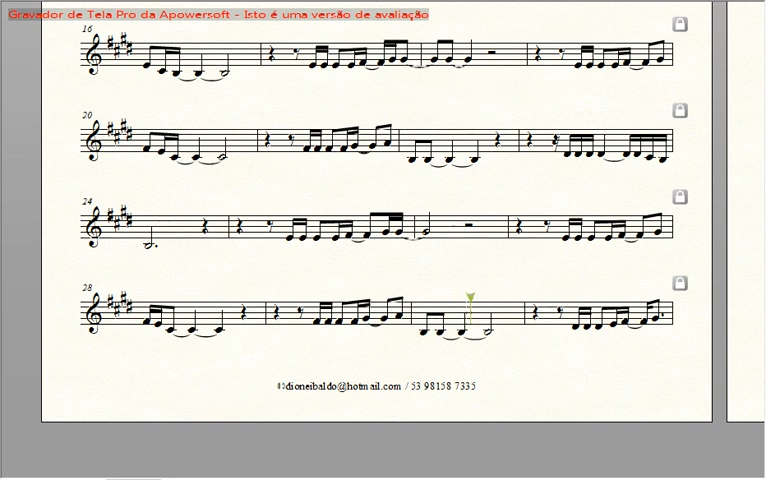 Gravador de Tela Pro da Apowersoft - Isto é uma versão de avaliação
16
20
24
28
©dioneibaldo@hotmail.com / 53 98158 7335